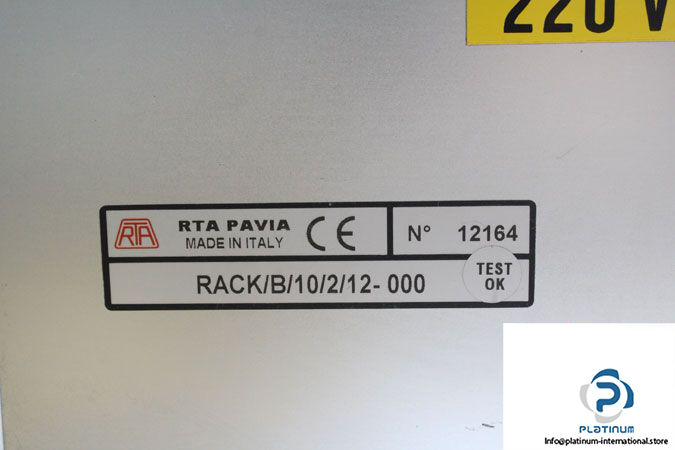 220 V
RTA
RTA PAVIA
MADE IN ITALY
CE
N° 12164
RACK/B/10/2/12- 000
TEST
OK
PLATINUM
Info@platinum-international.store